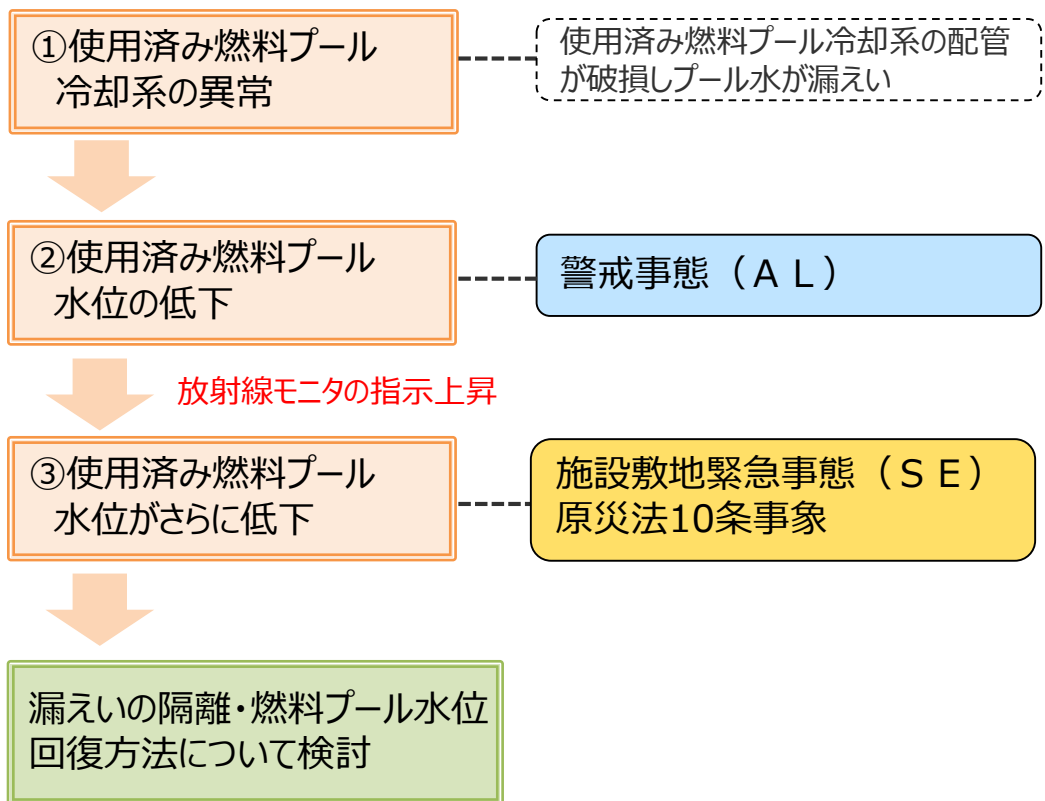 ①使用済み燃料プール
冷却系の異常
使用済み燃料プール冷却系の配管
が破損しプール水が漏えい
②使用済み燃料プール
水位の低下
警戒事態（ＡＬ）
放射線モニタの指示上昇
③使用済み燃料プール
水位がさらに低下
施設敷地緊急事態（ＳＥ）
原災法10条事象
漏えいの隔離・燃料プール水位
回復方法について検討